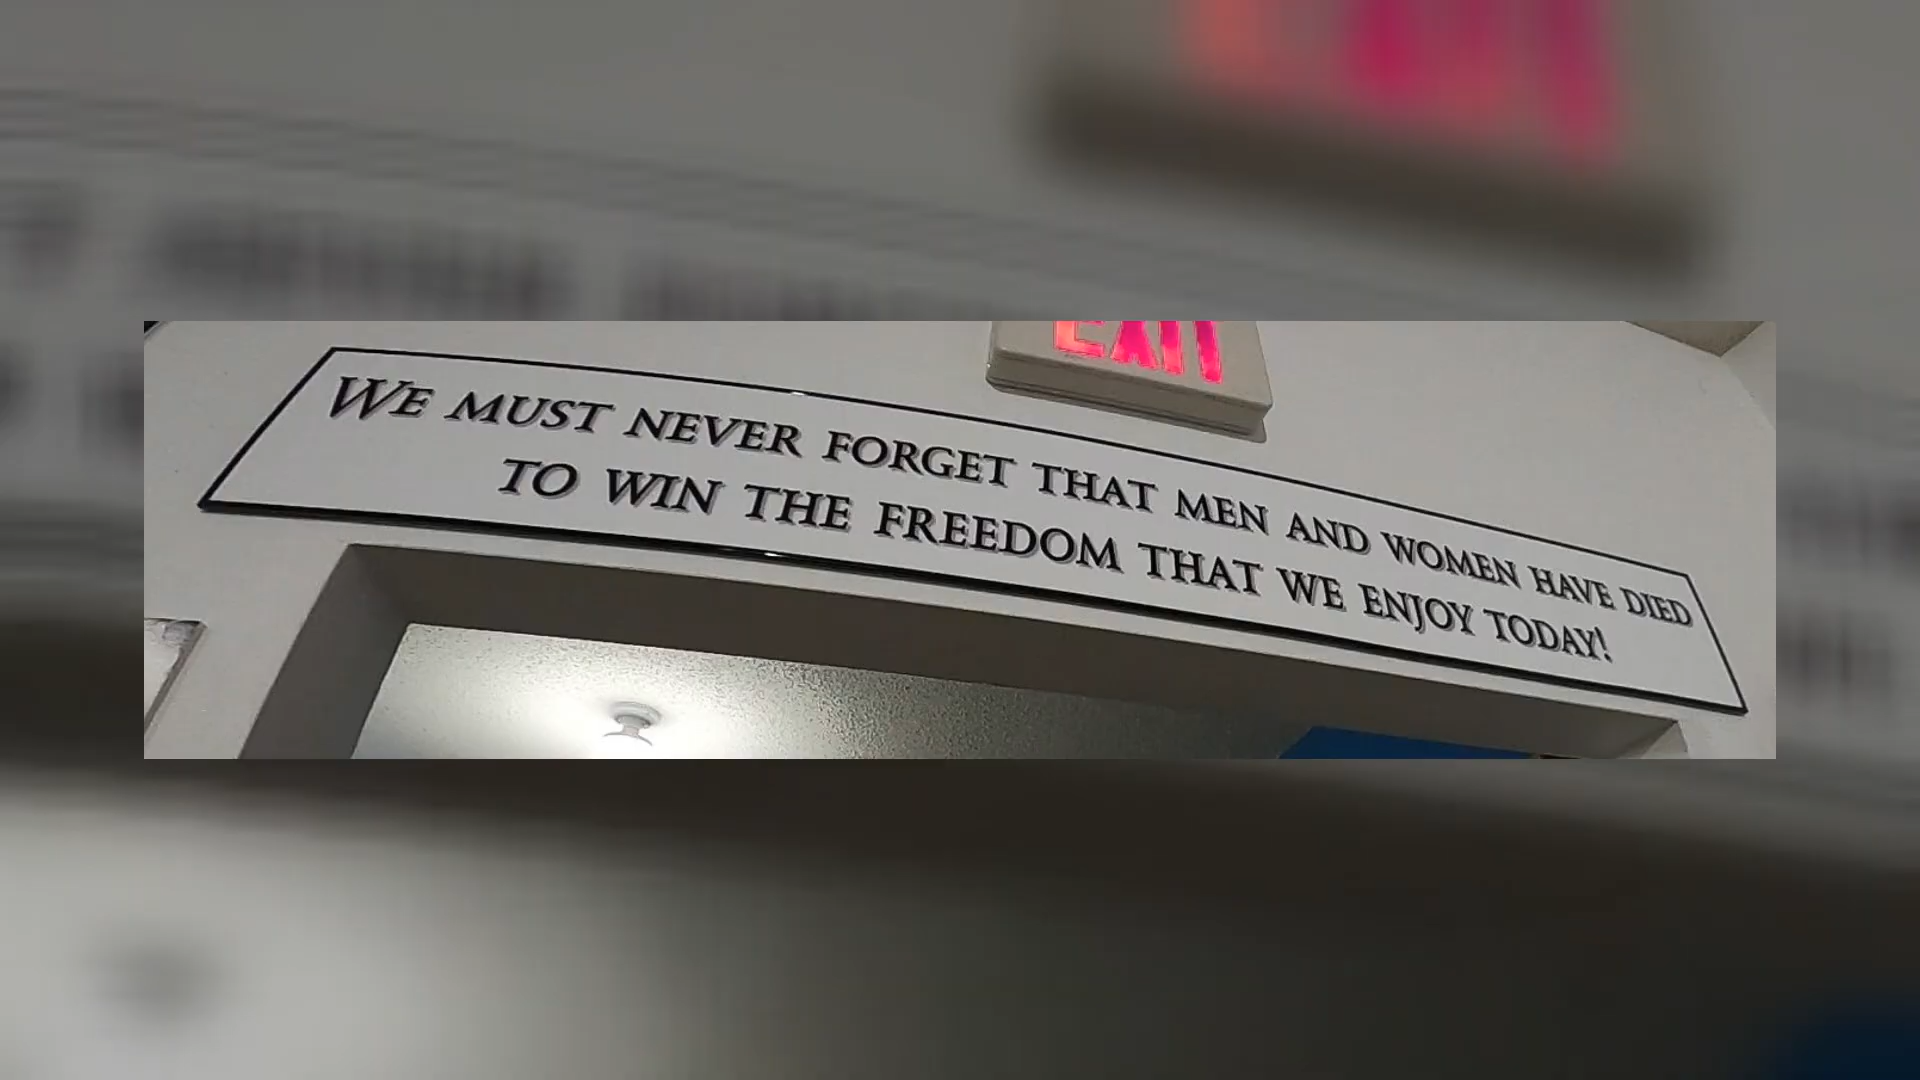 EXIT
WE MUST NEVER FORGET THAT MEN AND WOMEN HAVE DIED
TO WIN THE FREEDOM THAT WE ENJOY TODAY!